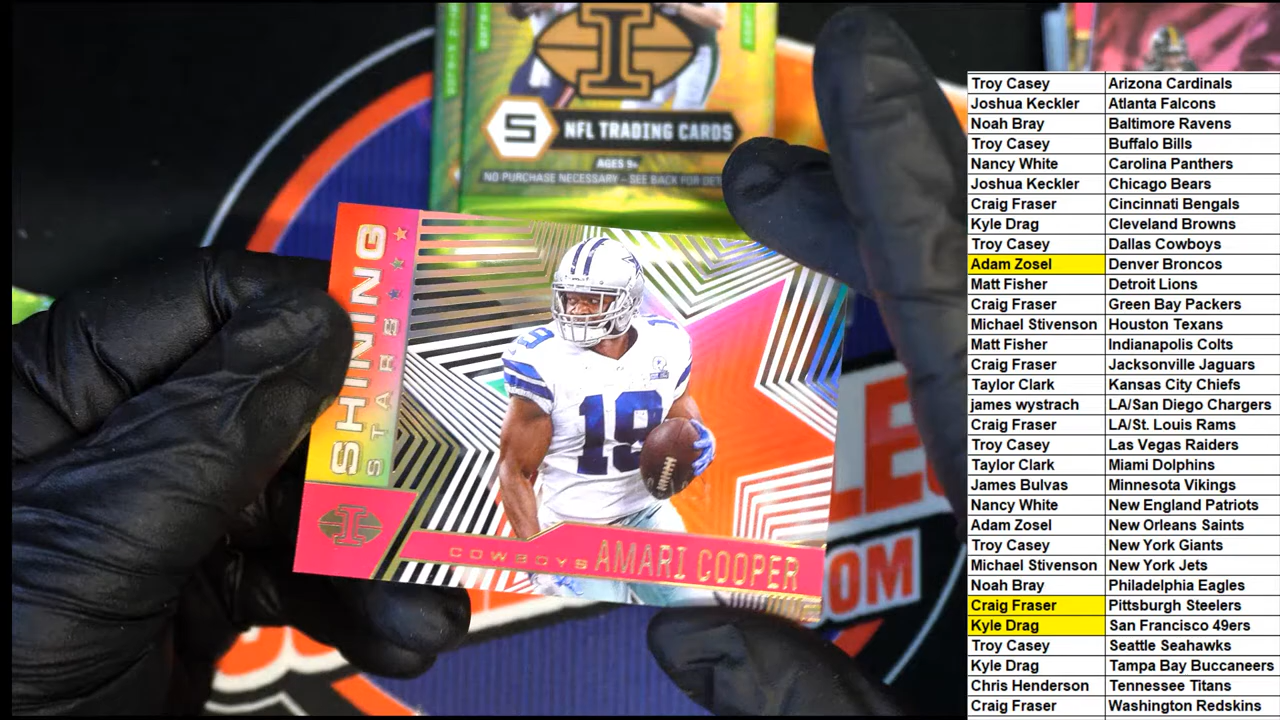 5
NFL TRADING CARDS
AGES 9+
NO PURCHASE NECESSARY – SEE BACK FOR DET
SHINING
STARS
19
19
COWBOYS AMARI COOPER
OM
Troy Casey Arizona Cardinals
Joshua Keckler Atlanta Falcons
Noah Bray Baltimore Ravens
Troy Casey Buffalo Bills
Nancy White Carolina Panthers
Joshua Keckler Chicago Bears
Craig Fraser Cincinnati Bengals
Kyle Drag Cleveland Browns
Troy Casey Dallas Cowboys
Adam Zosel Denver Broncos
Matt Fisher Detroit Lions
Craig Fraser Green Bay Packers
Michael Stivenson Houston Texans
Matt Fisher Indianapolis Colts
Craig Fraser Jacksonville Jaguars
Taylor Clark Kansas City Chiefs
james wystrach LA/San Diego Chargers
Craig Fraser LA/St. Louis Rams
Troy Casey Las Vegas Raiders
Taylor Clark Miami Dolphins
James Bulvas Minnesota Vikings
Nancy White New England Patriots
Adam Zosel New Orleans Saints
Troy Casey New York Giants
Michael Stivenson New York Jets
Noah Bray Philadelphia Eagles
Craig Fraser Pittsburgh Steelers
Kyle Drag San Francisco 49ers
Troy Casey Seattle Seahawks
Kyle Drag Tampa Bay Buccaneers
Chris Henderson Tennessee Titans
Craig Fraser Washington Redskins